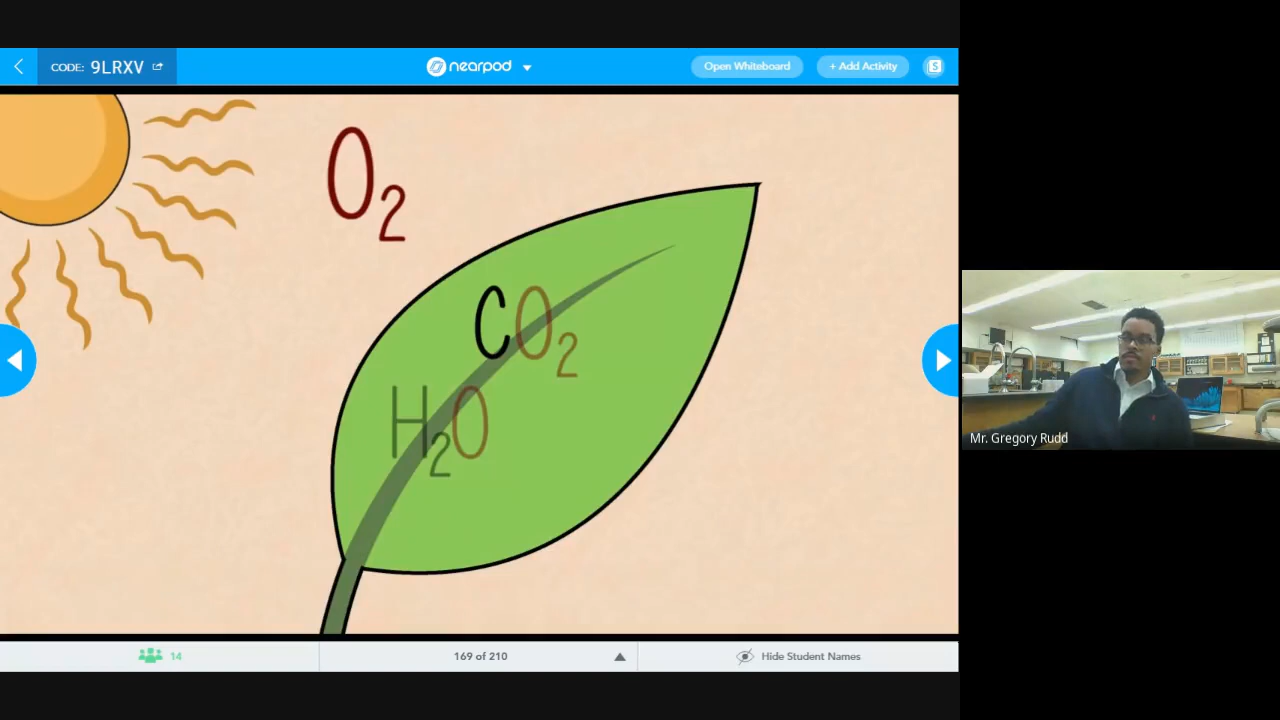 CODE: 9LRXV
nearpod
Open Whiteboard
+ Add Activity
S
O2
CO2
H2O
Mr. Gregory Rudd
14
169 of 210
Hide Student Names